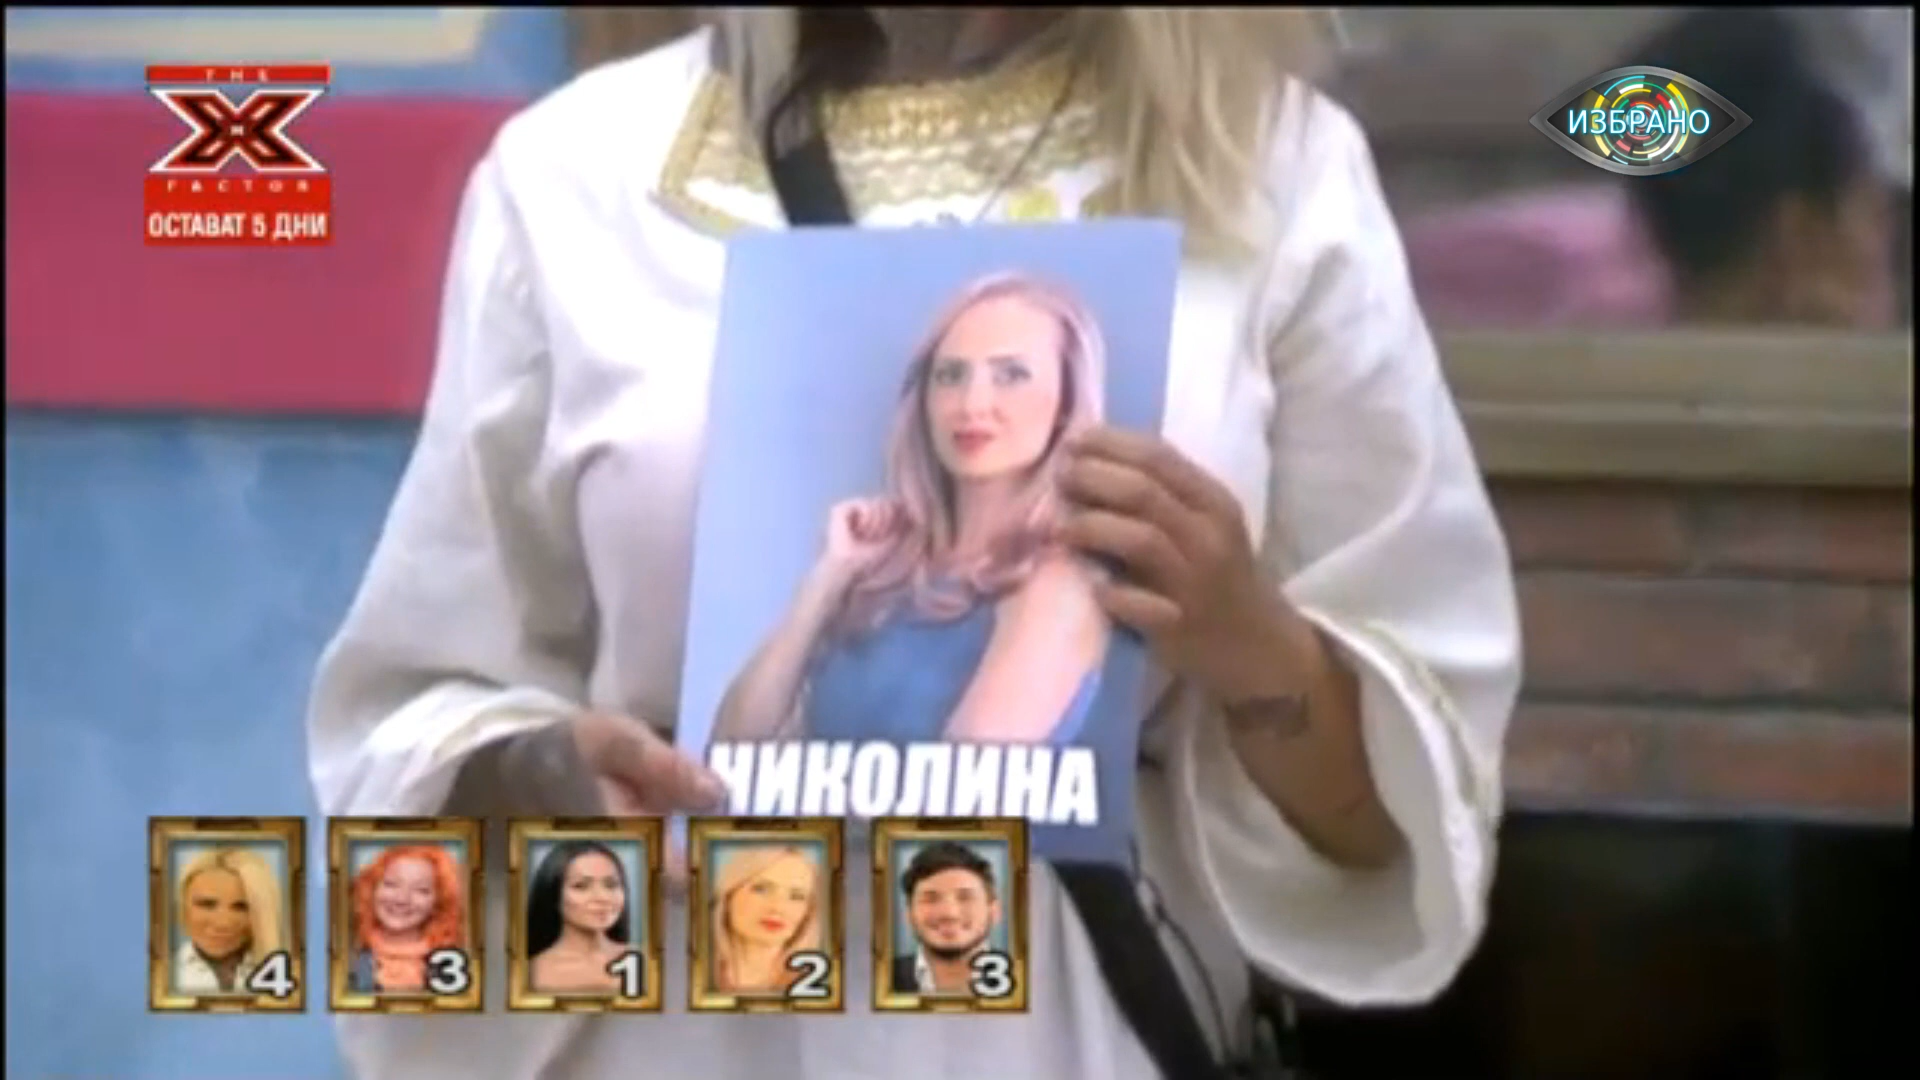 THE
X
FACTOR
ОСТАВАТ 5 ДНИ
ИЗБРАНО
НИКОЛИНА
4
3
1
2
3